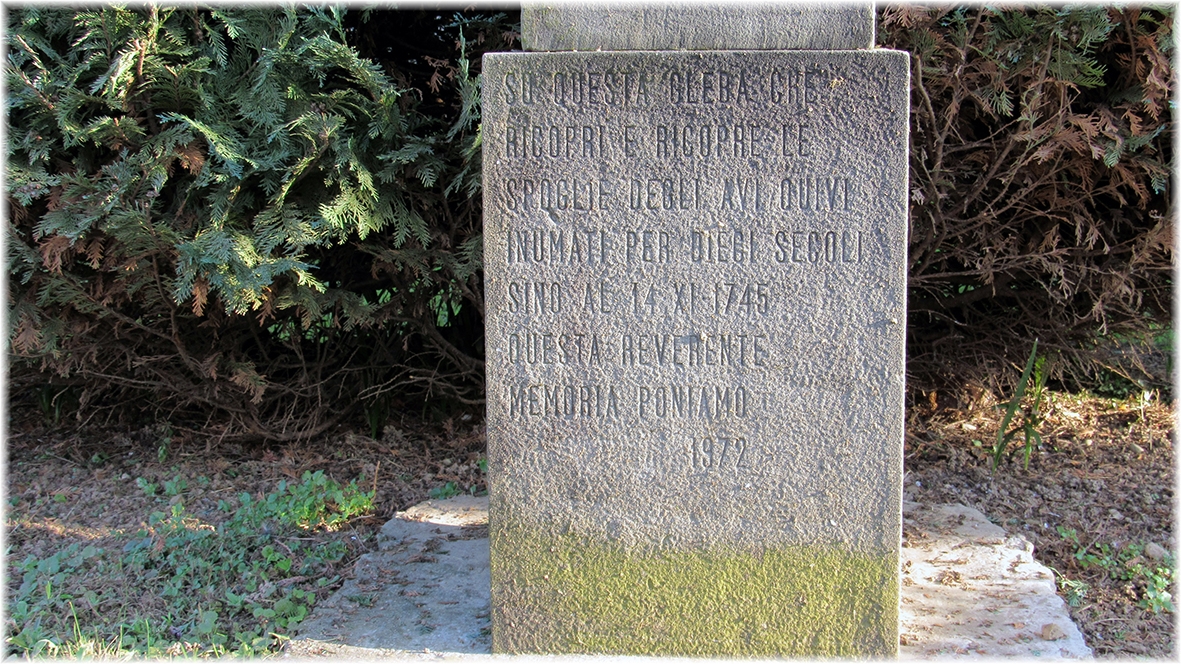 SU QUESTA GLEBA CHE
RICOPRI E RICOPRE LE
SPOGLIE DEGLI AVI QUIVI
INUMATI PER DIECI SECOLI
SINO AL 14 XI 1745
QUESTA REVERENTE
MEMORIA PONIAMO
1972